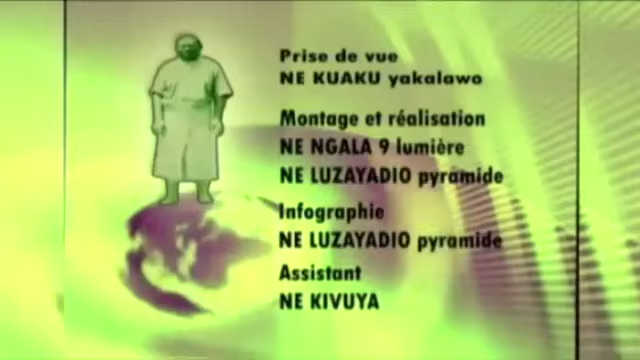 Prise de vue
NE KUAKU yakalawo
Montage et réalisation
NE NGALA 9 lumière
NE LUZAYADIO pyramide
Infographie
NE LUZAYADIO pyramide
Assistant
NE KIVUYA